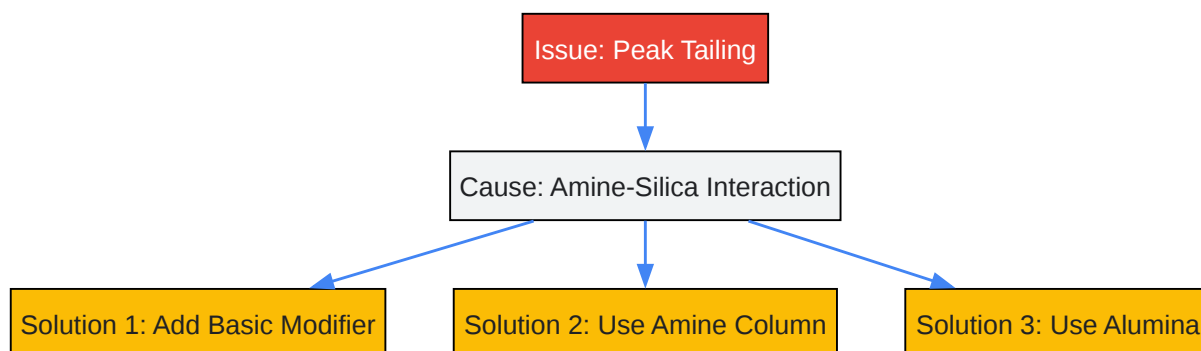 Issue: Peak Tailing
Cause: Amine-Silica Interaction
Solution 1: Add Basic Modifier
Solution 2: Use Amine Column
Solution 3: Use Alumina